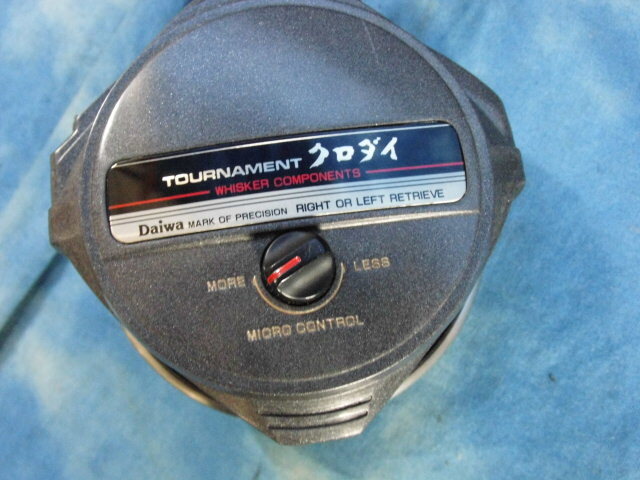 TOURNAMENT クロダイ
WHISKER COMPONENTS
Daiwa MARK OF PRECISION RIGHT OR LEFT RETRIEVE
MORE LESS
MICRO CONTROL